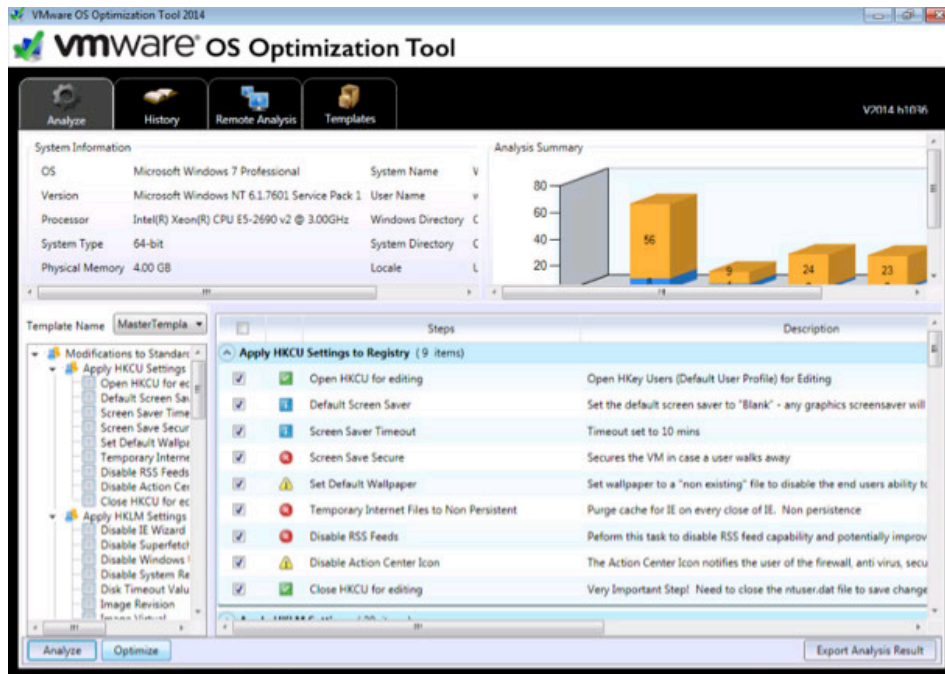 VMware OS Optimization Tool 2014
vmware® OS Optimization Tool
Analyze History Remote Analysis Templates
V2014 b1036
System Information
OS Microsoft Windows 7 Professional System Name
Version Microsoft Windows NT 6.1.7601 Service Pack 1 User Name
Processor Intel(R) Xeon(R) CPU E5-2690 v2 @ 3.00GHz Windows Directory C
System Type 64-bit System Directory C
Physical Memory 4.00 GB Locale L
Analysis Summary
80
60
40
20
56
9
24
23
Template Name MasterTempla
Modifications to Standard
Apply HKCU Settings
Open HKCU for ec
Default Screen Sav
Screen Saver Time
Screen Save Secur
Set Default Wallpa
Temporary Interne
Disable RSS Feeds
Disable Action Cen
Close HKCU for ec
Apply HKLM Settings
Disable IE Wizard
Disable Superfetch
Disable Windows
Disable System Re
Disk Timeout Valu
Image Revision
Image Virtual
Steps Description
Apply HKCU Settings to Registry ( 9 items)
Open HKCU for editing Open HKey Users (Default User Profile) for Editing
Default Screen Saver Set the default screen saver to "Blank" - any graphics screensaver will
Screen Saver Timeout Timeout set to 10 mins
Screen Save Secure Secures the VM in case a user walks away
Set Default Wallpaper Set wallpaper to a "non existing" file to disable the end users ability to
Temporary Internet Files to Non Persistent Purge cache for IE on every close of IE. Non persistence
Disable RSS Feeds Peform this task to disable RSS feed capability and potentially improv
Disable Action Center Icon The Action Center Icon notifies the user of the firewall, anti virus, secu
Close HKCU for editing Very Important Step! Need to close the ntuser.dat file to save change
Analyze Optimize Export Analysis Result